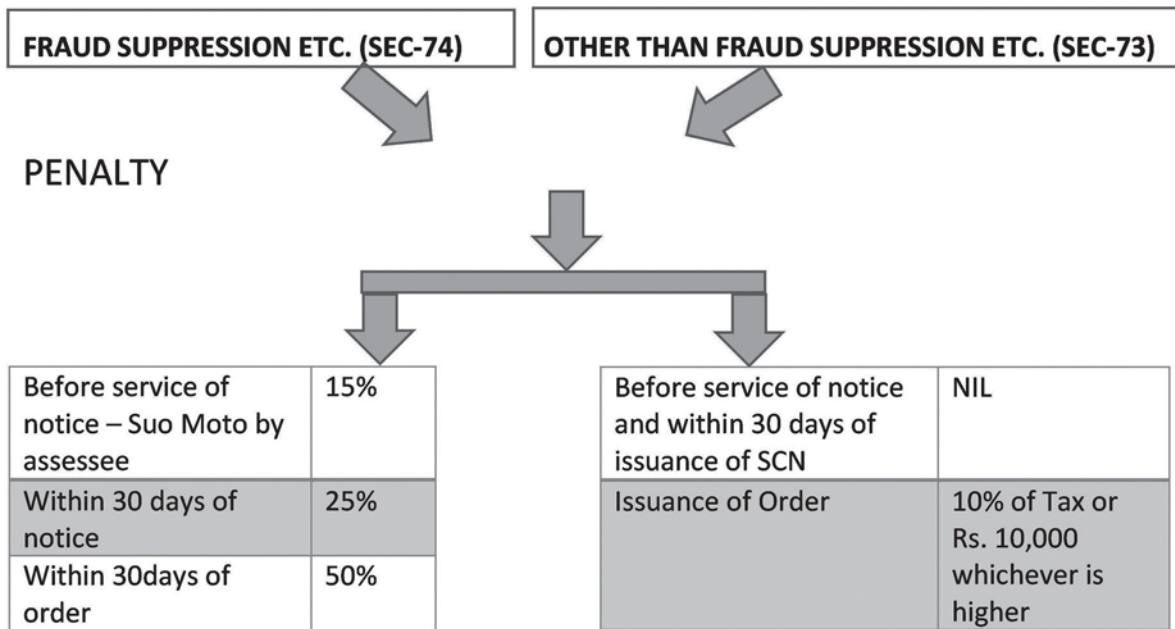 FRAUD SUPPRESSION ETC. (SEC-74)
OTHER THAN FRAUD SUPPRESSION ETC. (SEC-73)
PENALTY
Before service of
notice – Suo Moto by
assessee
15%
Within 30 days of
notice
25%
Within 30days of
order
50%
Before service of notice
and within 30 days of
issuance of SCN
NIL
Issuance of Order
10% of Tax or
Rs. 10,000
whichever is
higher